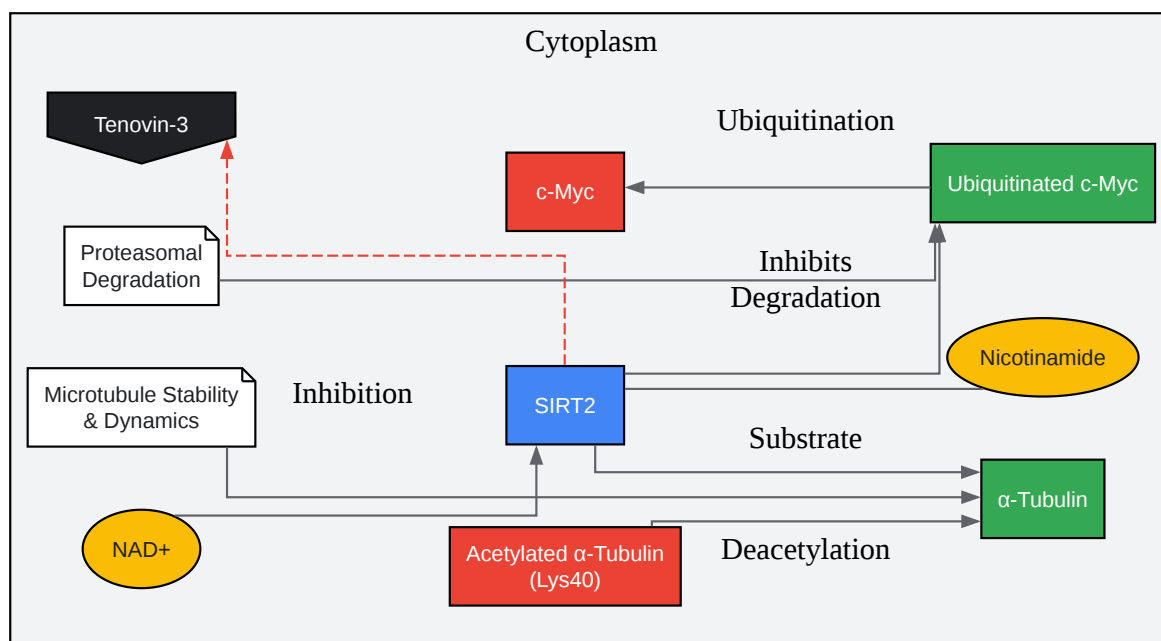 Cytoplasm
Tenovin-3
Ubiquitination
c-Myc
Ubiquitinated c-Myc
Proteasomal
Degradation
Inhibits
Degradation
Nicotinamide
Microtubule Stability
& Dynamics
Inhibition
SIRT2
Substrate
α-Tubulin
NAD+
Acetylated α-Tubulin
(Lys40)
Deacetylation